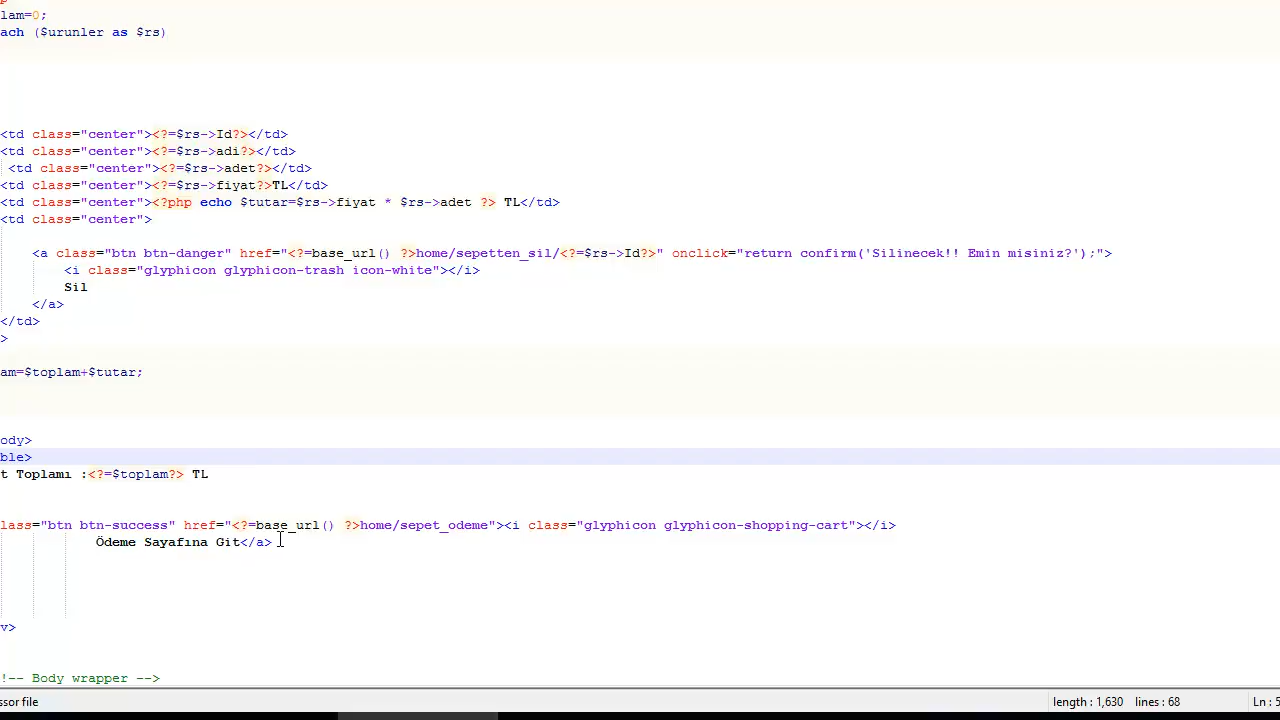 lam=0;
ach ($urunler as $rs)
<td class="center"><?=$rs->Id?></td>
<td class="center"><?=$rs->adi?></td>
<td class="center"><?=$rs->adet?></td>
<td class="center"><?=$rs->fiyat?>TL</td>
<td class="center"><?php echo $tutar=$rs->fiyat * $rs->adet ?> TL</td>
<td class="center">
<a class="btn btn-danger" href="<?=base_url() ?>home/sepetten_sil/<?=$rs->Id?>" onclick="return confirm('Silinecek!! Emin misiniz?');">
<i class="glyphicon glyphicon-trash icon-white"></i>
Sil
</a>
</td>
>
am=$toplam+$tutar;
ody>
ble>
t Toplamı :<?=$toplam?> TL
lass="btn btn-success" href="<?=base_url() ?>home/sepet_odeme"><i class="glyphicon glyphicon-shopping-cart"></i>
Ödeme Sayafına Git</a>
v>
!-- Body wrapper -->
ssor file length : 1,630 lines : 68 Ln : 5